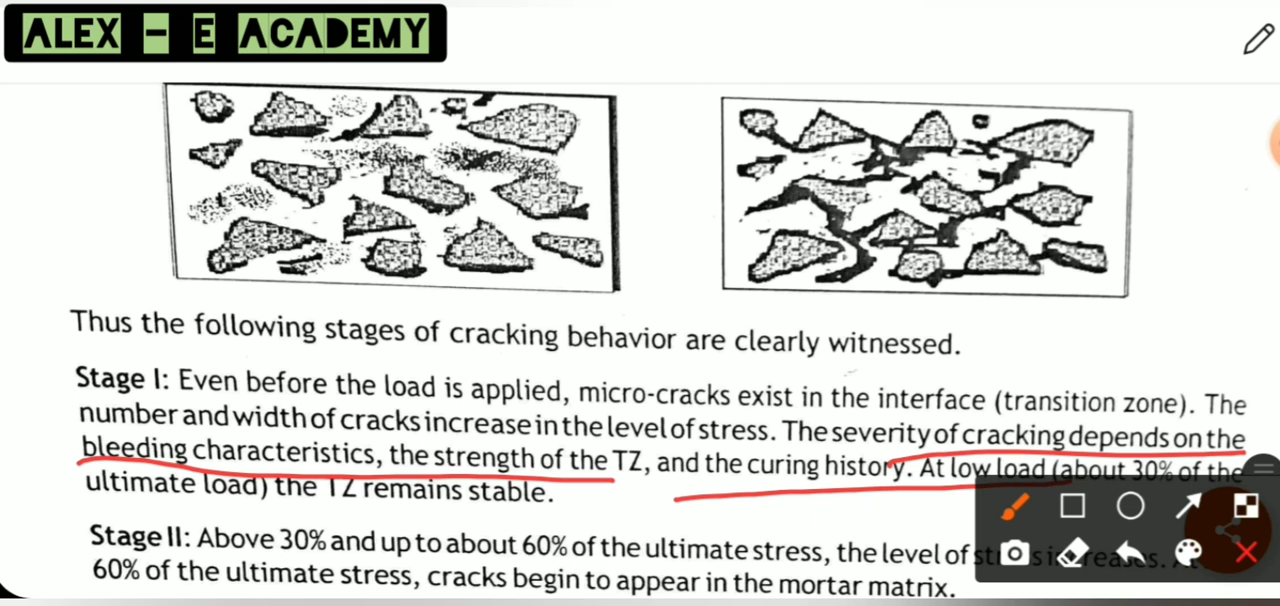 ALEX - E ACADEMY
Thus the following stages of cracking behavior are clearly witnessed.
Stage I: Even before the load is applied, micro-cracks exist in the interface (transition zone). The
number and width of cracks increase in the level of stress. The severity of cracking depends on the
bleeding characteristics, the strength of the TZ, and the curing history. At low load (about 30% of the
ultimate load) the TZ remains stable.
Stage II: Above 30% and up to about 60% of the ultimate stress, the level of
60% of the ultimate stress, cracks begin to appear in the mortar matrix.